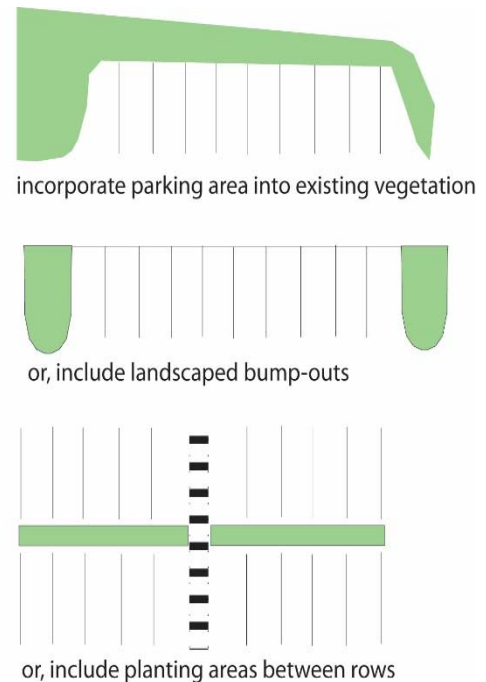 incorporate parking area into existing vegetation
or, include landscaped bump-outs
or, include planting areas between rows